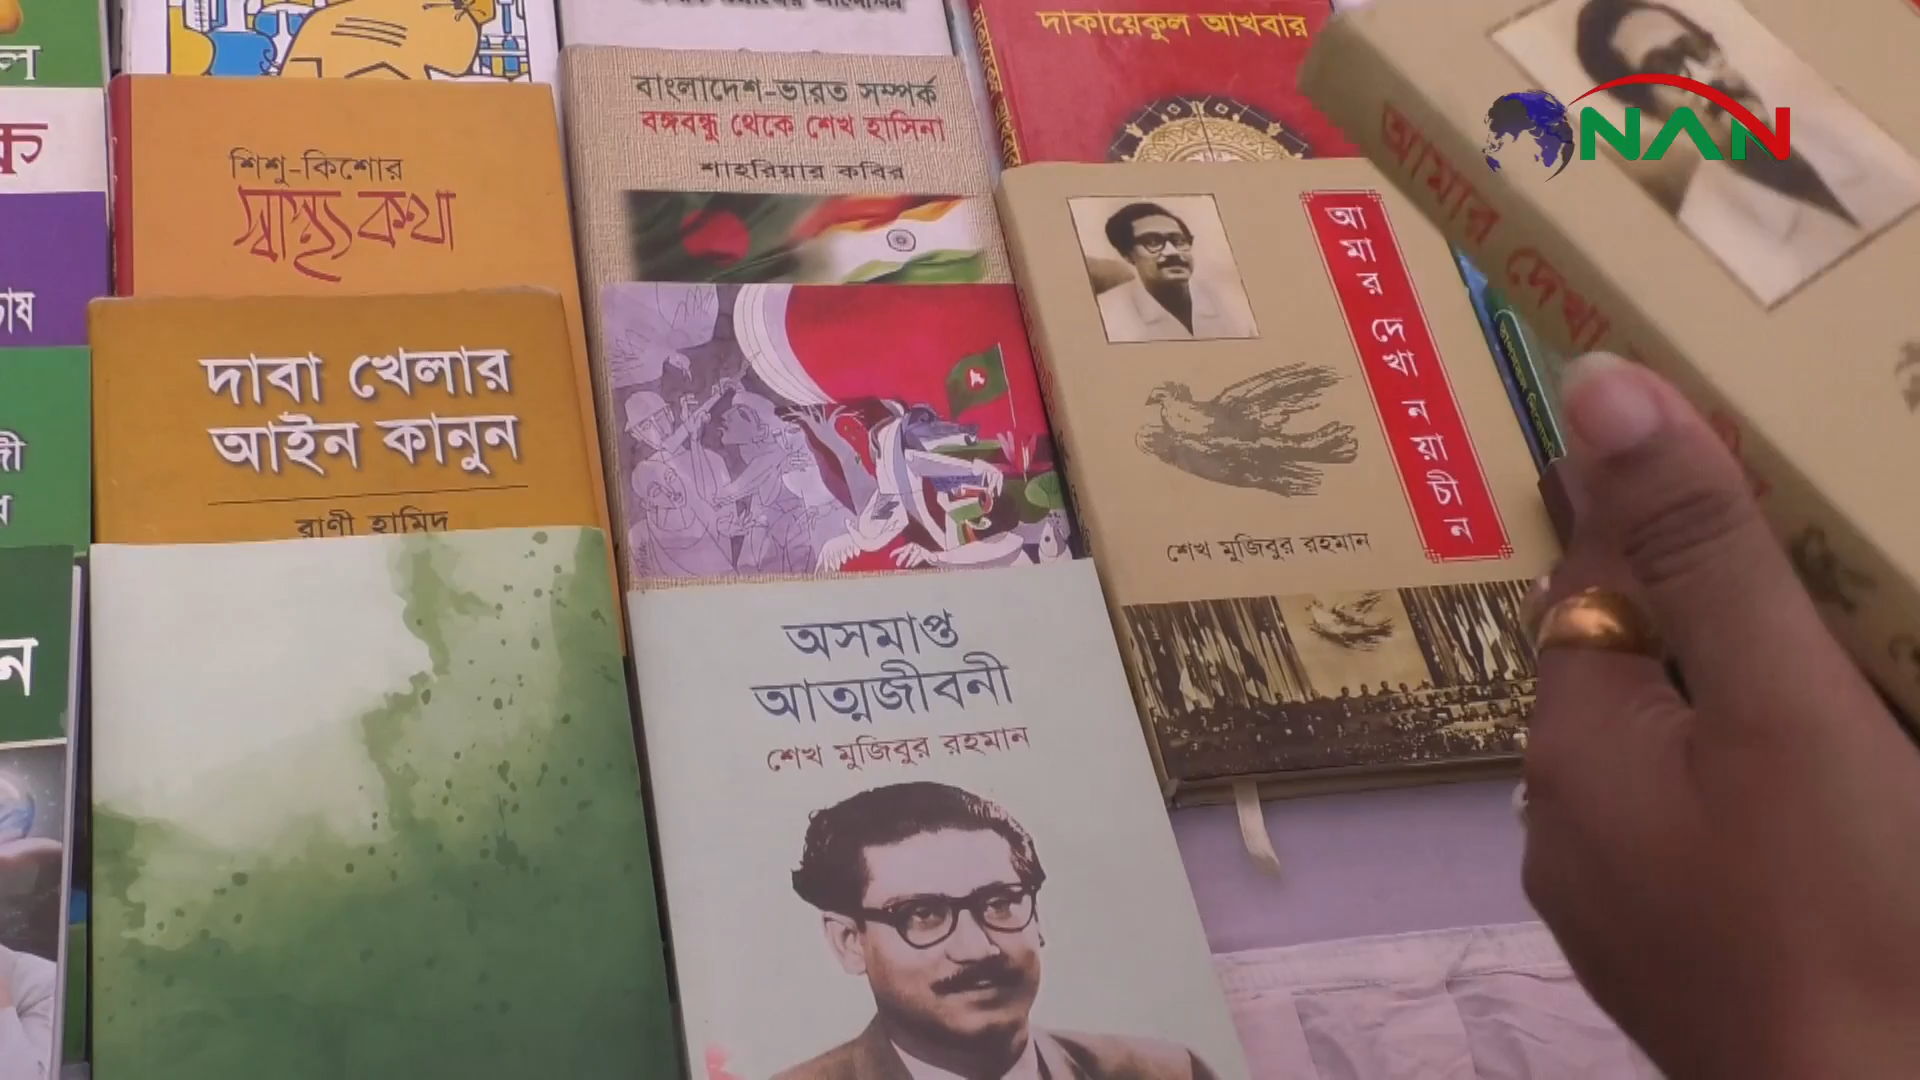 দাকায়েকুল আখবার
NAN
বাংলাদেশ-ভারত সম্পর্ক
বঙ্গবন্ধু থেকে শেখ হাসিনা
শাহরিয়ার কবির
শিশু-কিশোর
স্বাস্থ্য কথা
দাবা খেলার
আইন কানুন
রাণী হামিদ
আমার দেখা নয়াচীন
শেখ মুজিবুর রহমান
আমার দেখা
অসমাপ্ত
আত্মজীবনী
শেখ মুজিবুর রহমান